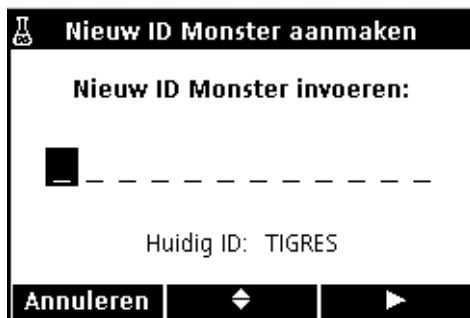 Nieuw ID Monster aanmaken
Nieuw ID Monster invoeren:
_ _ _ _ _ _ _ _ _ _ _ _
Huidig ID: TIGRES
Annuleren